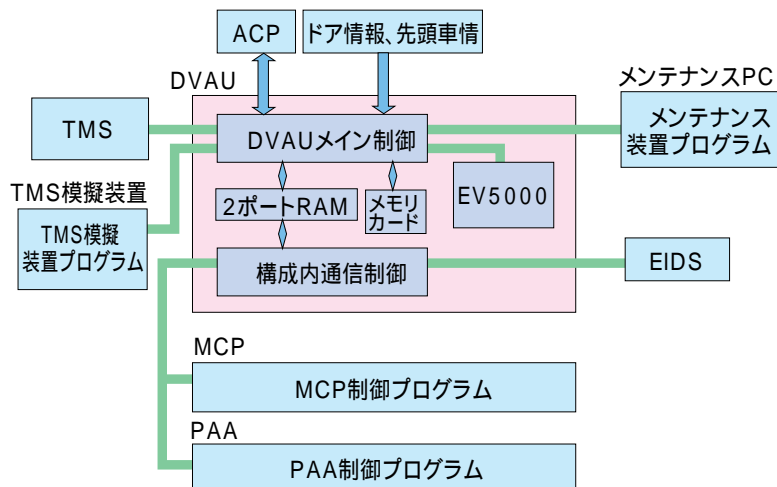 ACP
ドア情報、先頭車情
DVAU
メンテナンスPC
TMS
DVAUメイン制御
メンテナンス
装置プログラム
TMS模擬装置
2ポートRAM
メモリ
カード
EV5000
TMS模擬
装置プログラム
構成内通信制御
EIDS
MCP
MCP制御プログラム
PAA
PAA制御プログラム